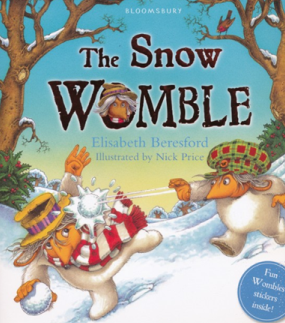 BLOOMSBURY
The Snow
WOMBLE
Elisabeth Beresford
Illustrated by Nick Price
Fun
Wombles
stickers
inside!